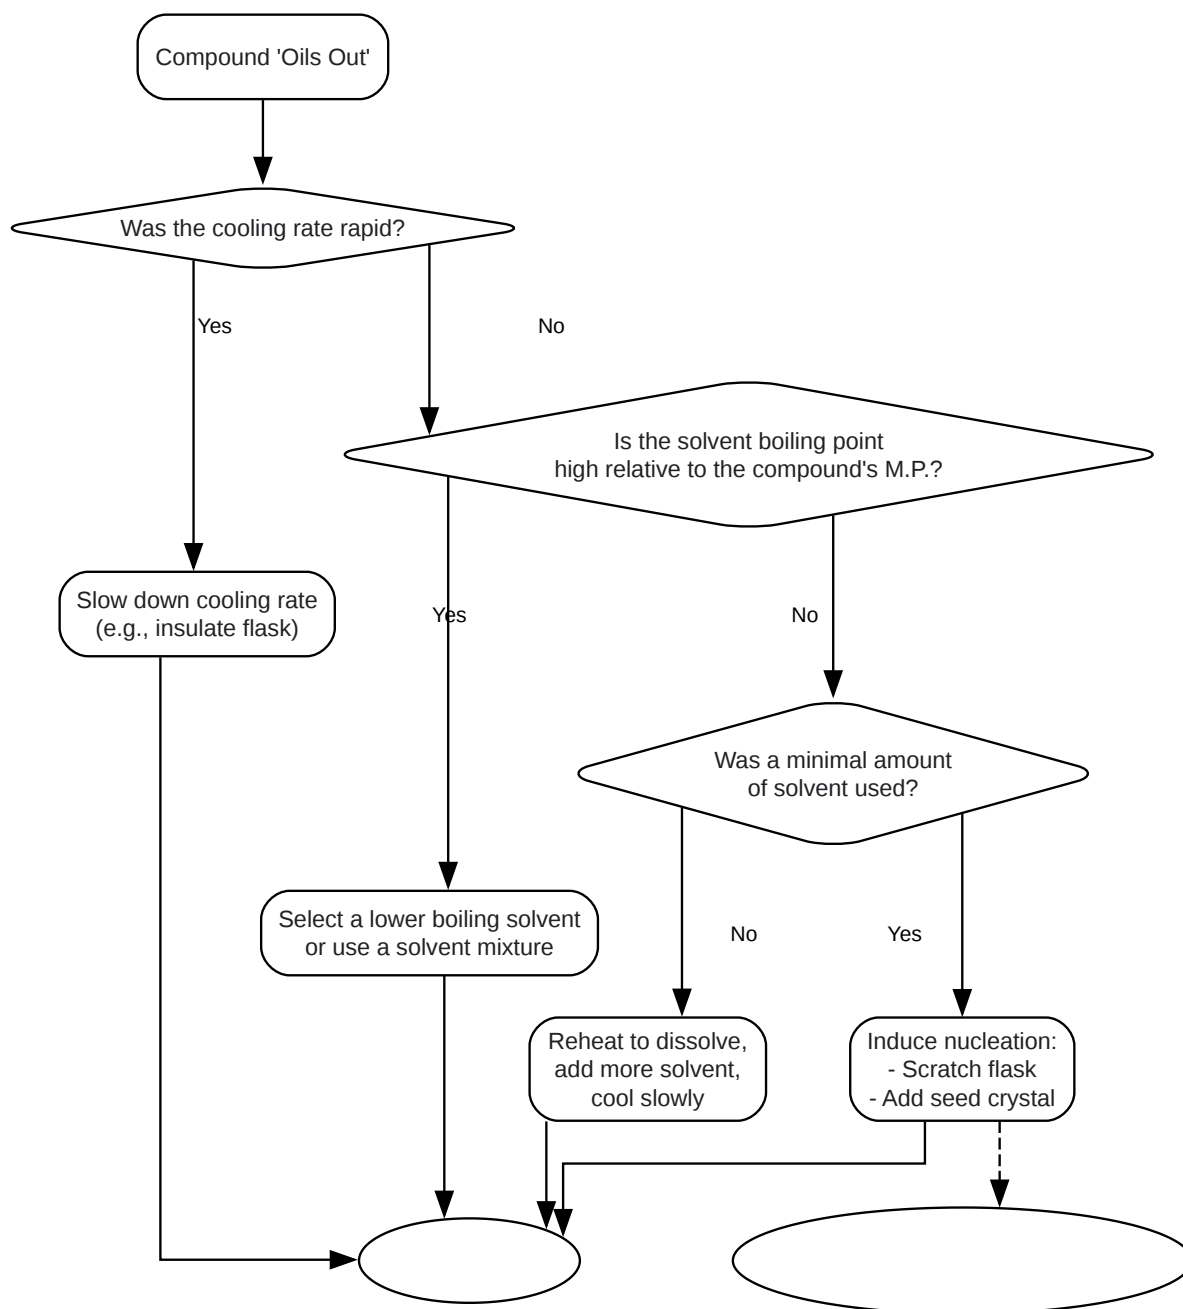 Compound 'Oils Out'
Was the cooling rate rapid?
Yes
No
Is the solvent boiling point
high relative to the compound's M.P.?
Slow down cooling rate
(e.g., insulate flask)
Yes
No
Was a minimal amount
of solvent used?
Select a lower boiling solvent
or use a solvent mixture
No
Yes
Reheat to dissolve,
add more solvent,
cool slowly
Induce nucleation:
- Scratch flask
- Add seed crystal